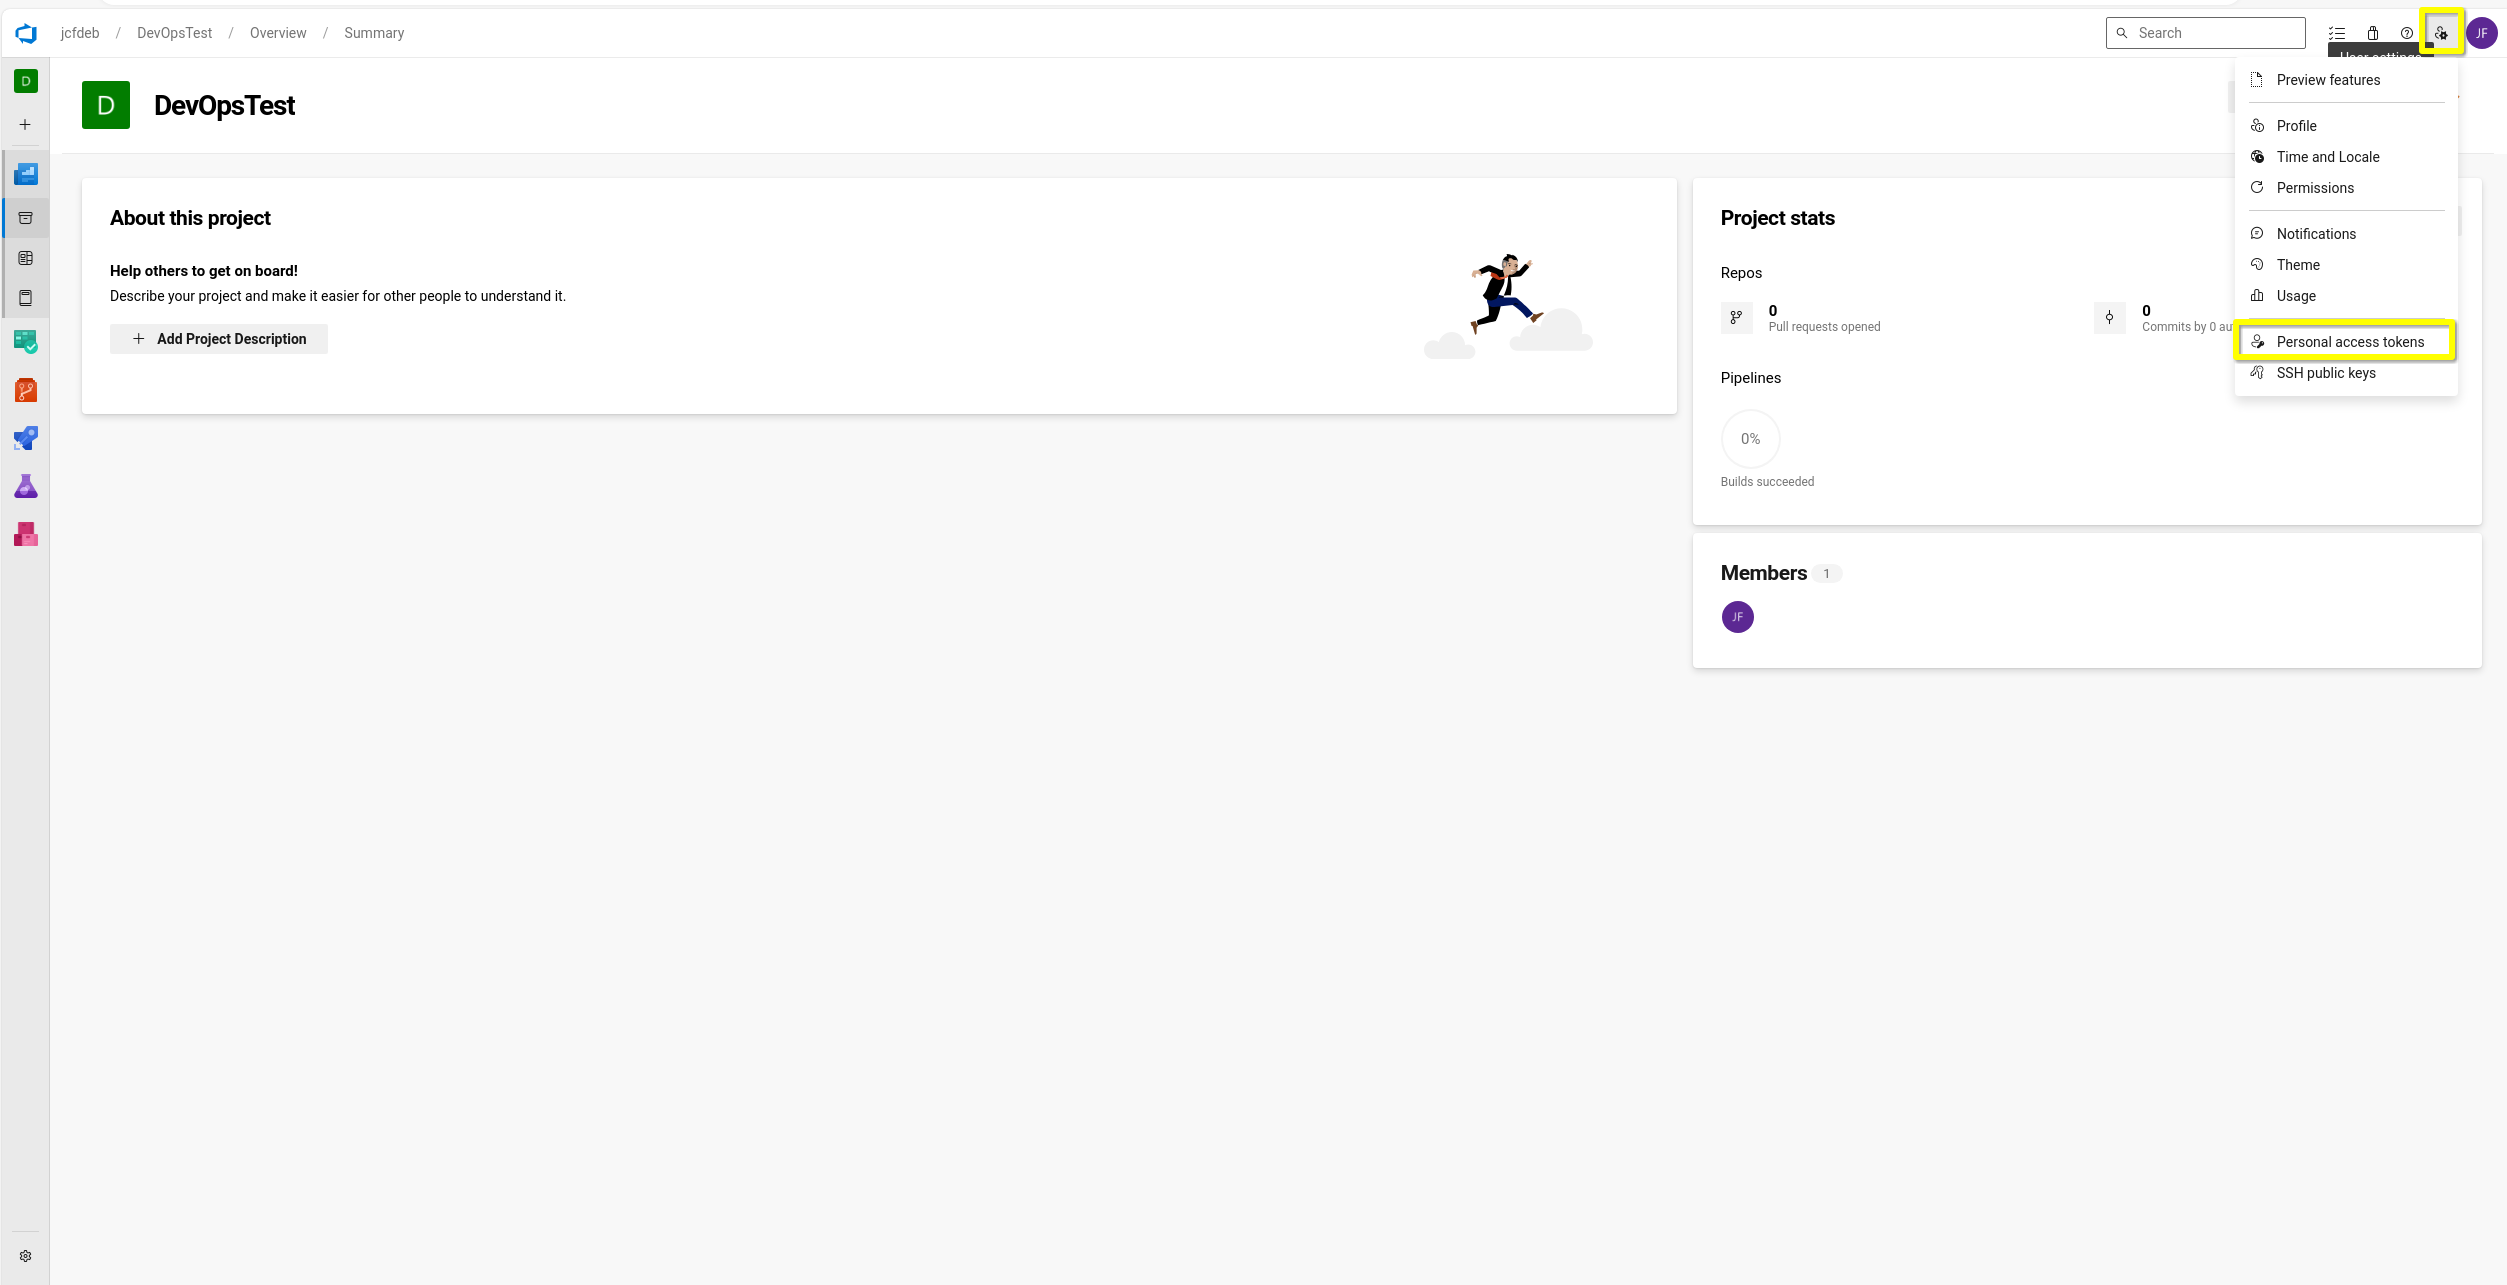 jcfdeb / DevOpsTest / Overview / Summary
Search
JF
User settings
D
D
DevOpsTest
Preview features
Profile
Time and Locale
Permissions
Notifications
Theme
Usage
Personal access tokens
SSH public keys
About this project
Help others to get on board!
Describe your project and make it easier for other people to understand it.
+ Add Project Description
Project stats
Repos
0
Pull requests opened
0
Commits by 0 au
Pipelines
0%
Builds succeeded
Members 1
JF